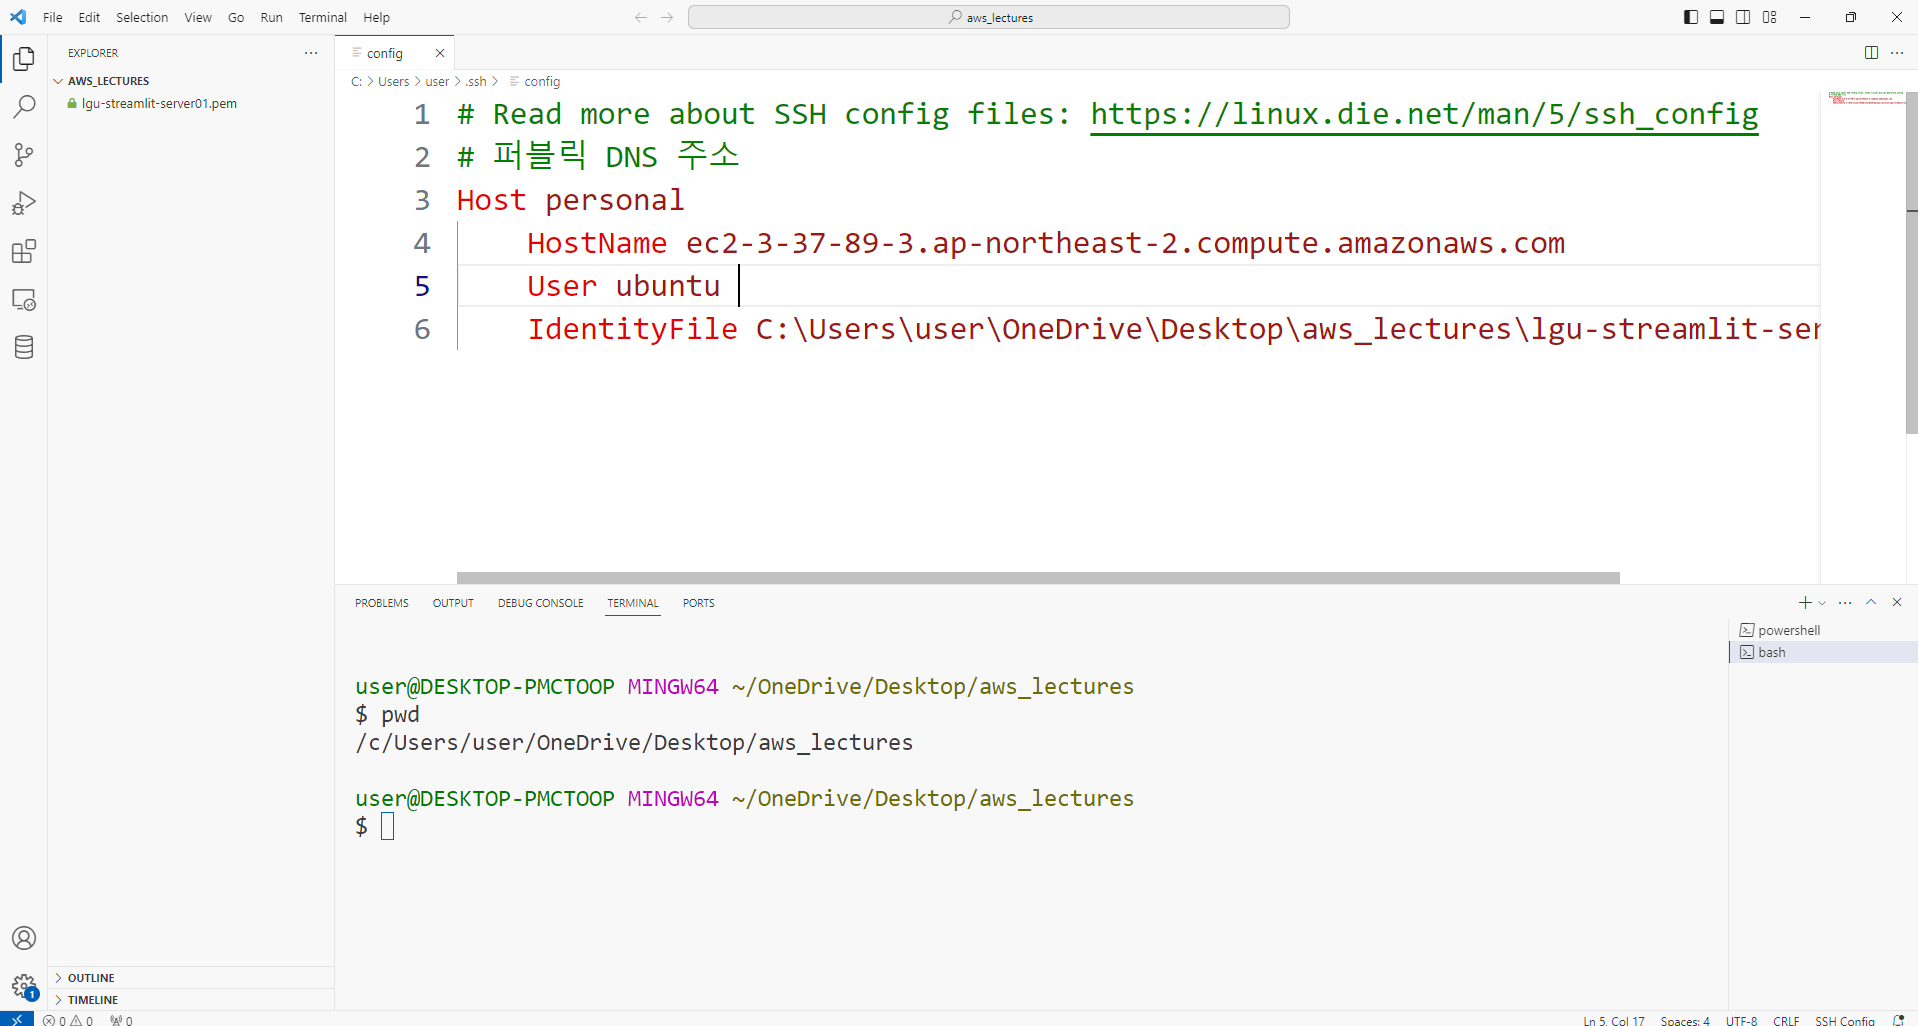 File Edit Selection View Go Run Terminal Help
aws_lectures
EXPLORER
AWS_LECTURES
lgu-streamlit-server01.pem
config
C: > Users > user > .ssh > config
1 # Read more about SSH config files: https://linux.die.net/man/5/ssh_config
2 # 퍼블릭 DNS 주소
3 Host personal
4 HostName ec2-3-37-89-3.ap-northeast-2.compute.amazonaws.com
5 User ubuntu
6 IdentityFile C:\Users\user\OneDrive\Desktop\aws_lectures\lgu-streamlit-ser
PROBLEMS OUTPUT DEBUG CONSOLE TERMINAL PORTS
powershell
bash
user@DESKTOP-PMCTOOP MINGW64 ~/OneDrive/Desktop/aws_lectures
$ pwd
/c/Users/user/OneDrive/Desktop/aws_lectures
user@DESKTOP-PMCTOOP MINGW64 ~/OneDrive/Desktop/aws_lectures
$
OUTLINE
TIMELINE
1
0 0 0
Ln 5, Col 17 Spaces: 4 UTF-8 CRLF SSH Config